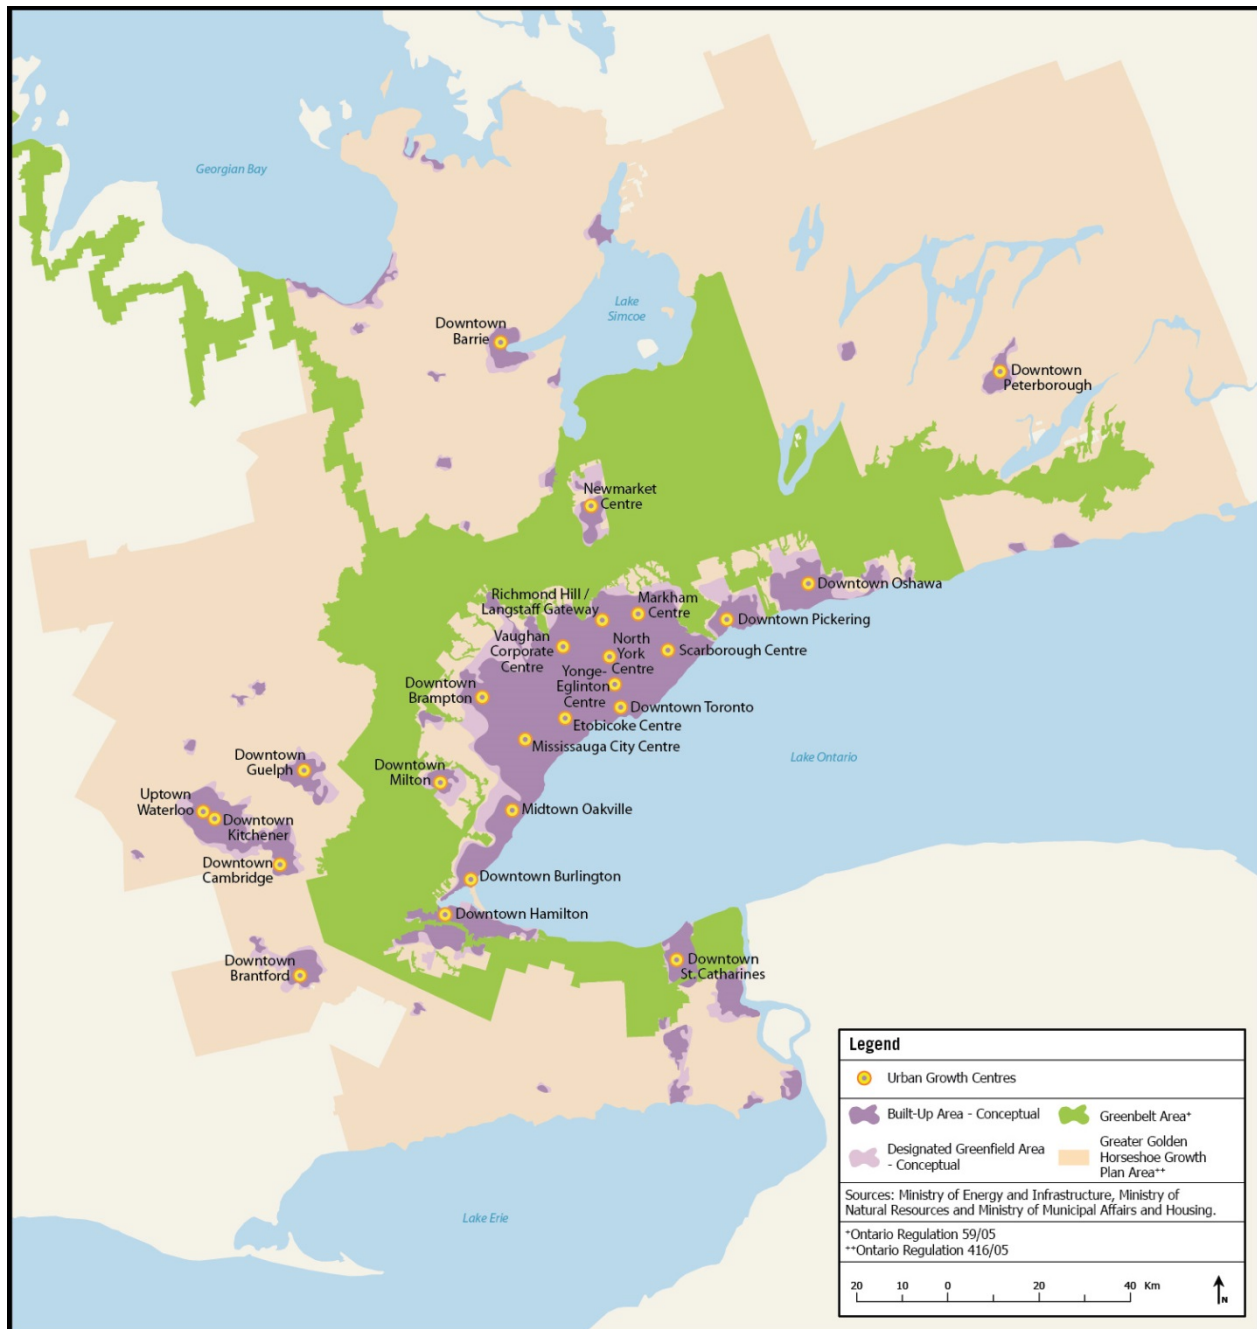 Georgian Bay
Lake
Simcoe
Downtown
Barrie
Downtown
Peterborough
Newmarket
Centre
Downtown Oshawa
Richmond Hill /
Langstaff Gateway
Markham
Centre
Downtown Pickering
Vaughan
Corporate
Centre
North
York
Centre
Scarborough Centre
Yonge-
Eglinton
Centre
Downtown
Brampton
Downtown Toronto
Etobicoke Centre
Mississauga City Centre
Lake Ontario
Downtown
Guelph
Downtown
Milton
Uptown
Waterloo
Downtown
Kitchener
Midtown Oakville
Downtown
Cambridge
Downtown Burlington
Downtown Hamilton
Downtown
Brantford
Downtown
St. Catharines
Lake Erie
Legend
Urban Growth Centres
Built-Up Area - Conceptual
Greenbelt Area+
Designated Greenfield Area
- Conceptual
Greater Golden
Horseshoe Growth
Plan Area++
Sources: Ministry of Energy and Infrastructure, Ministry of
Natural Resources and Ministry of Municipal Affairs and Housing.
+Ontario Regulation 59/05
++Ontario Regulation 416/05
20 10 0 20 40 Km
N